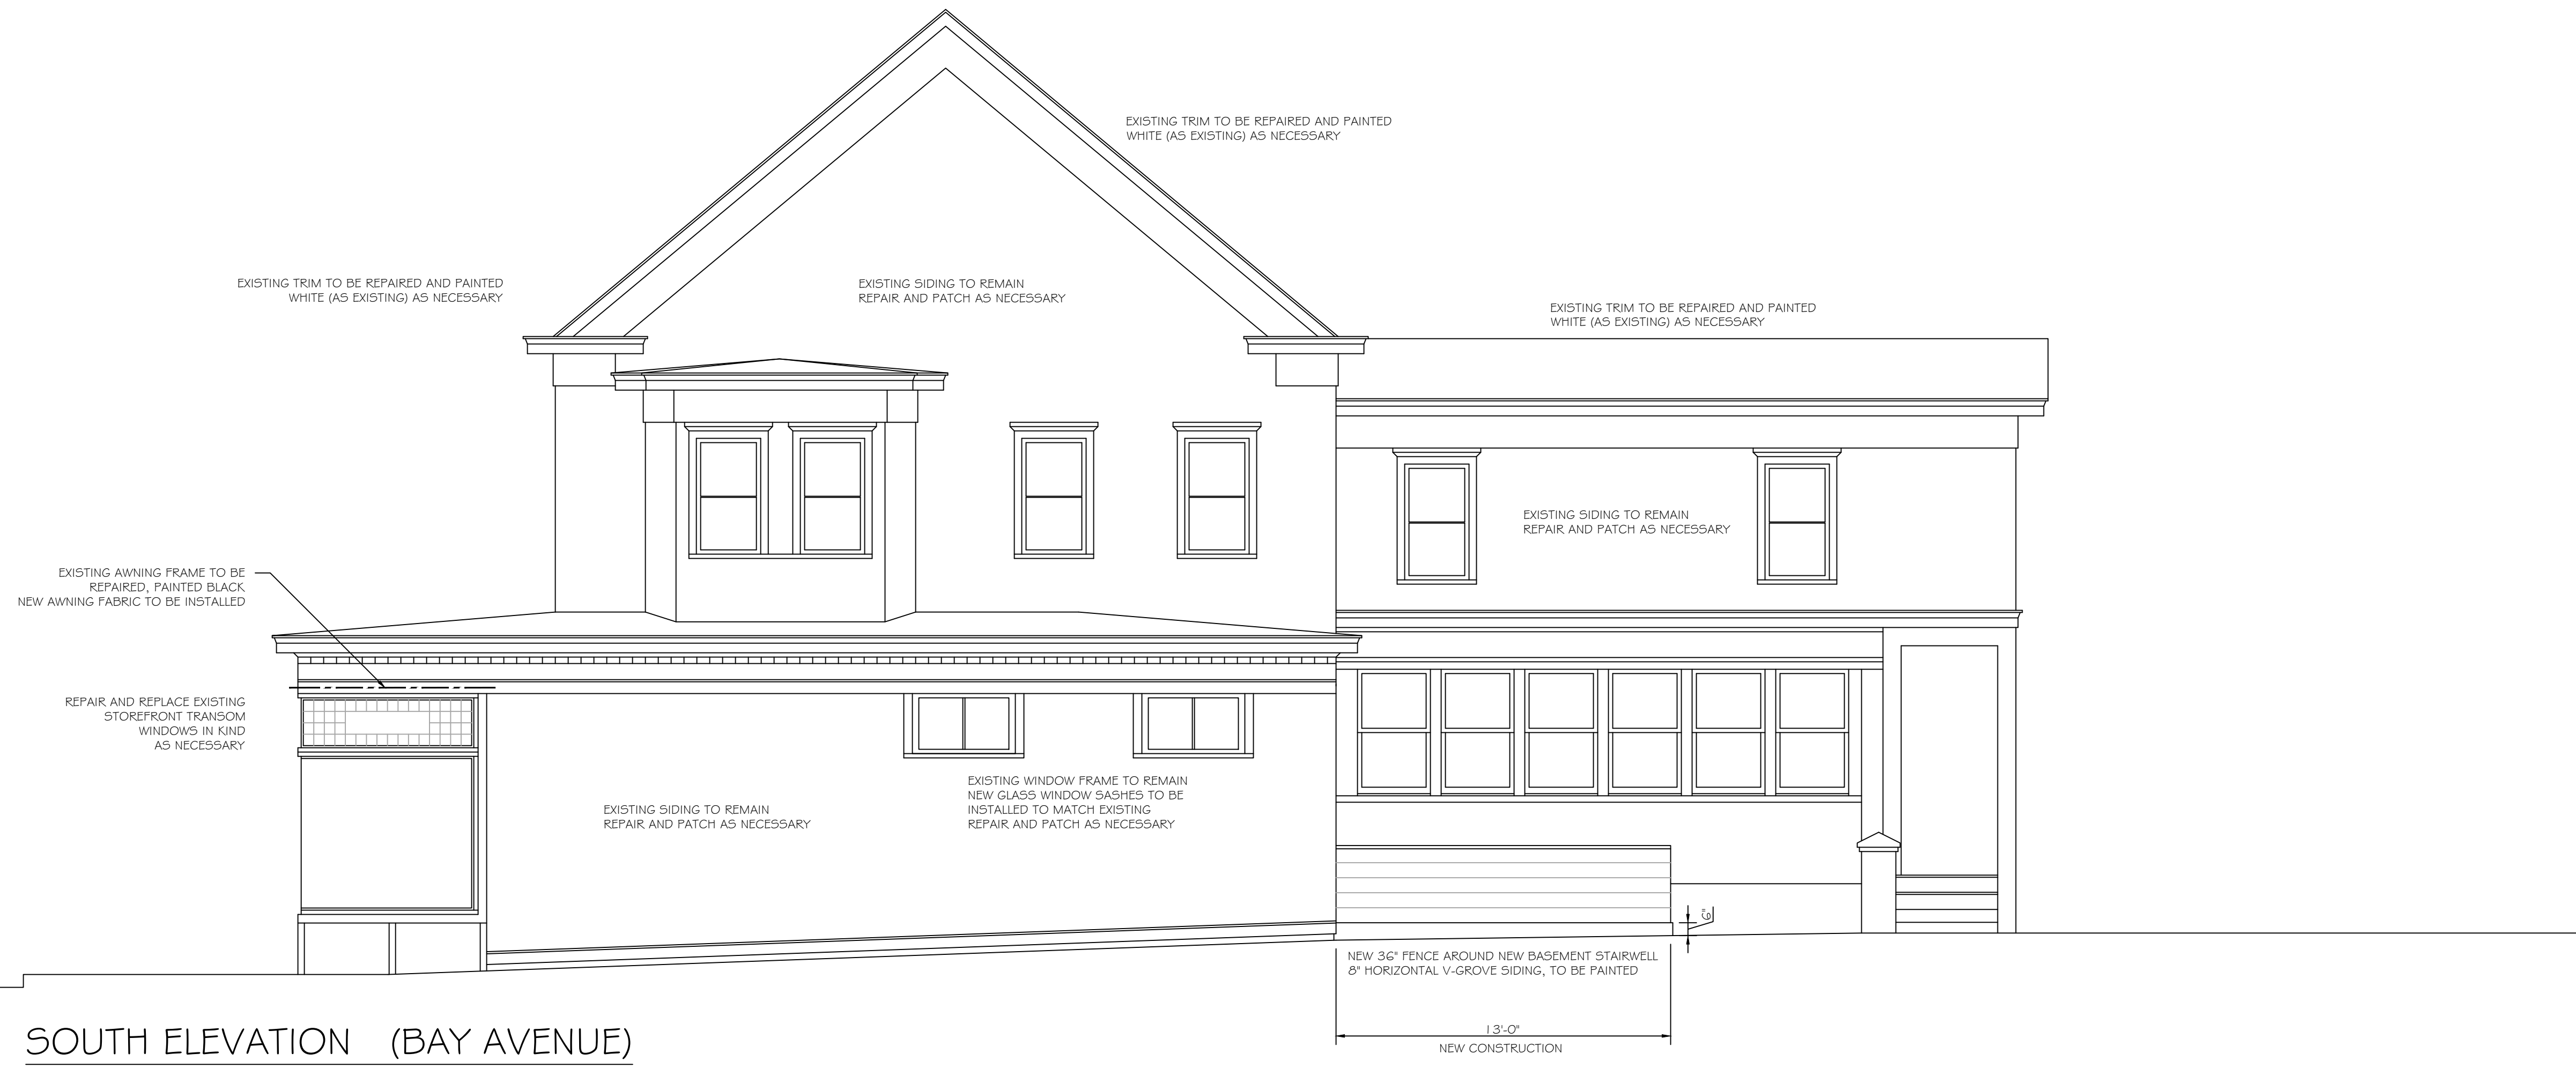 EXISTING TRIM TO BE REPAIRED AND PAINTED
WHITE (AS EXISTING) AS NECESSARY
EXISTING TRIM TO BE REPAIRED AND PAINTED
WHITE (AS EXISTING) AS NECESSARY
EXISTING SIDING TO REMAIN
REPAIR AND PATCH AS NECESSARY
EXISTING TRIM TO BE REPAIRED AND PAINTED
WHITE (AS EXISTING) AS NECESSARY
EXISTING SIDING TO REMAIN
REPAIR AND PATCH AS NECESSARY
EXISTING AWNING FRAME TO BE
REPAIRED, PAINTED BLACK
NEW AWNING FABRIC TO BE INSTALLED
REPAIR AND REPLACE EXISTING
STOREFRONT TRANSOM
WINDOWS IN KIND
AS NECESSARY
EXISTING SIDING TO REMAIN
REPAIR AND PATCH AS NECESSARY
EXISTING WINDOW FRAME TO REMAIN
NEW GLASS WINDOW SASHES TO BE
INSTALLED TO MATCH EXISTING
REPAIR AND PATCH AS NECESSARY
6"
NEW 36" FENCE AROUND NEW BASEMENT STAIRWELL
8" HORIZONTAL V-GROVE SIDING, TO BE PAINTED
13'-0"
NEW CONSTRUCTION
SOUTH ELEVATION (BAY AVENUE)